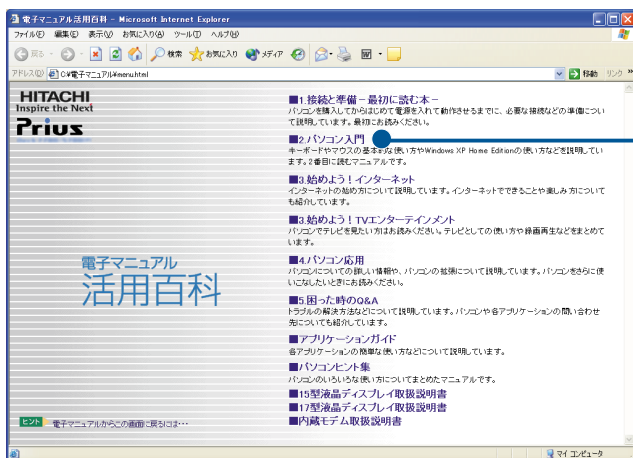 電子マニュアル活用百科 - Microsoft Internet Explorer
ファイル(F) 編集(E) 表示(V) お気に入り(A) ツール(T) ヘルプ(H)
戻る 検索 お気に入り メディア
アドレス(D) C:¥電子マニュアル¥menu.html 移動 リンク »
HITACHI
Inspire the Next
Prius
電子マニュアル
活用百科
ヒント 電子マニュアルからこの画面に戻るには・・・
■1.接続と準備-最初に読む本-
パソコンを購入してからはじめて電源を入れて動作させるまでに、必要な接続などの準備につい
て説明しています。最初にお読みください。
■2.パソコン入門
キーボードやマウスの基本的な使い方やWindows XP Home Editionの使い方などを説明してい
ます。2番目に読むマニュアルです。
■3.始めよう！インターネット
インターネットの始め方について説明しています。インターネットでできることや楽しみ方について
も紹介しています。
■3.始めよう！TVエンターテインメント
パソコンでテレビを見たい方はお読みください。テレビとしての使い方や録画再生などをまとめて
います。
■4.パソコン応用
パソコンについての詳しい情報や、パソコンの拡張について説明しています。パソコンをさらに使
いこなしたいときにお読みください。
■5.困った時のQ&A
トラブルの解決方法などについて説明しています。パソコンや各アプリケーションの問い合わせ
先についても紹介しています。
■アプリケーションガイド
各アプリケーションの簡単な使い方などについて説明しています。
■パソコンヒント集
パソコンのいろいろな使い方についてまとめたマニュアルです。
■15型液晶ディスプレイ取扱説明書
■17型液晶ディスプレイ取扱説明書
■内蔵モデム取扱説明書
マイ コンピュータ